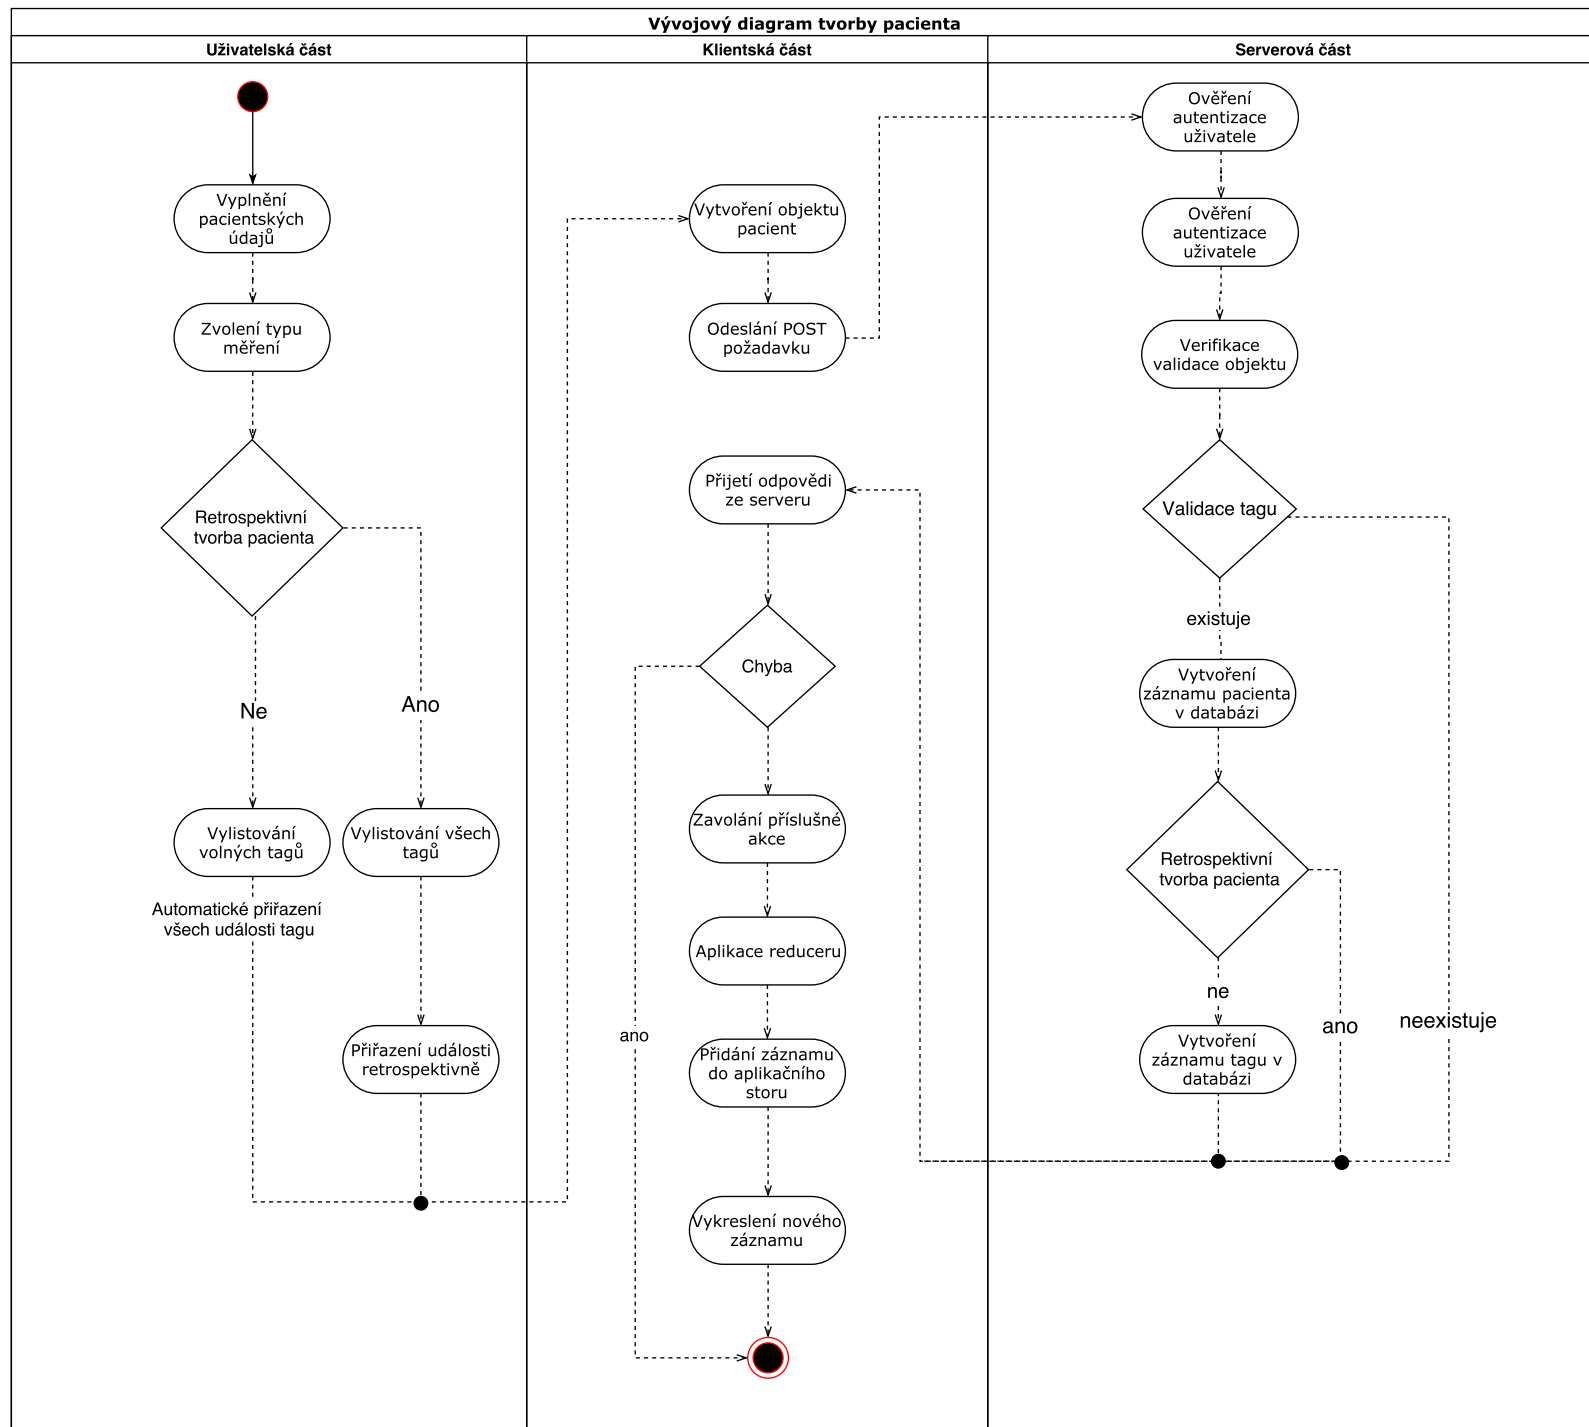 Vývojový diagram tvorby pacienta
Uživatelská část
Klientská část
Serverová část
Vyplnění
pacientských
údajů
Zvolení typu
měření
Retrospektivní
tvorba pacienta
Ne
Ano
Vylistování
volných tagů
Vylistování všech
tagů
Automatické přiřazení
všech události tagu
Přiřazení události
retrospektivně
Vytvoření objektu
pacient
Odeslání POST
požadavku
Přijetí odpovědi
ze serveru
Chyba
ano
Zavolání příslušné
akce
Aplikace reduceru
Přidání záznamu
do aplikačního
storu
Vykreslení nového
záznamu
Ověření
autentizace
uživatele
Ověření
autentizace
uživatele
Verifikace
validace objektu
Validace tagu
existuje
Vytvoření
záznamu pacienta
v databázi
Retrospektivní
tvorba pacienta
ne
ano
neexistuje
Vytvoření
záznamu tagu v
databázi